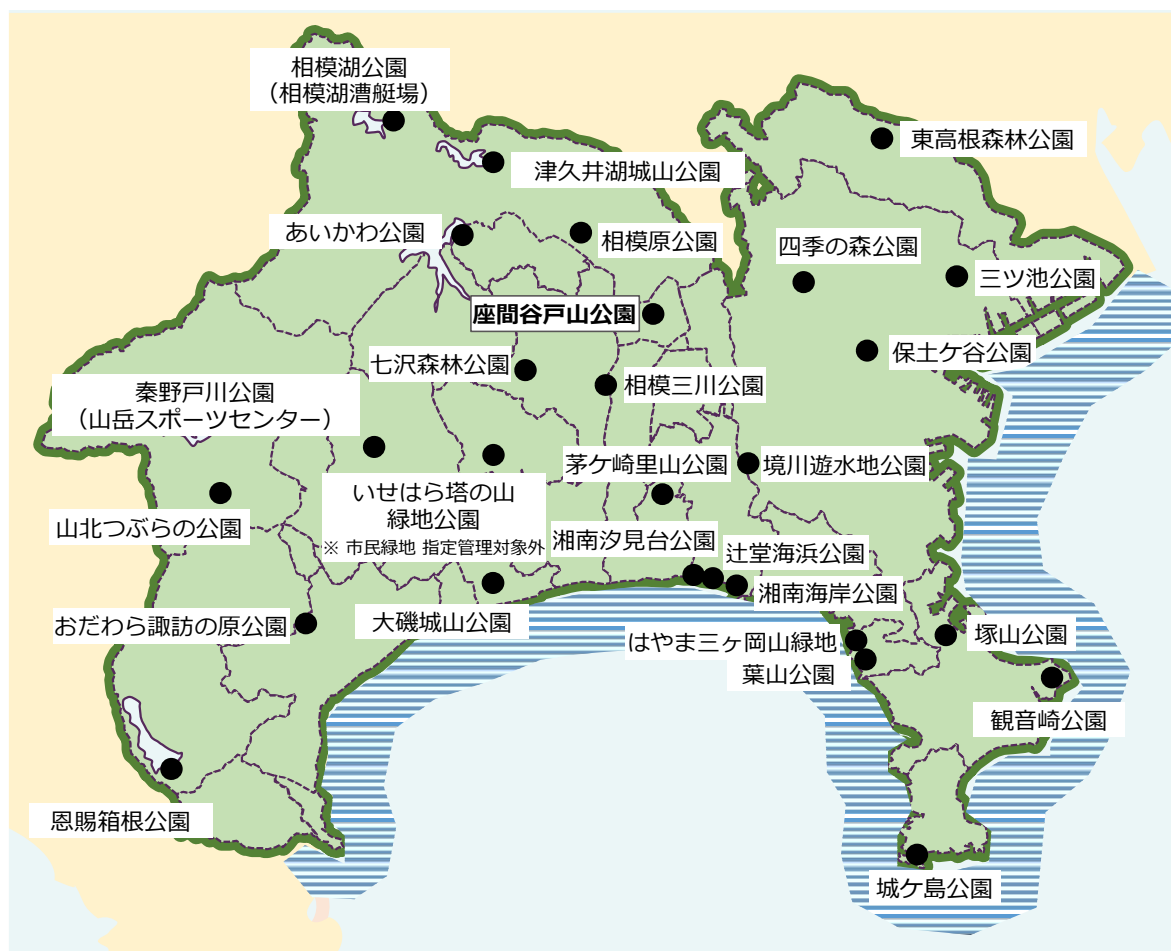 相模湖公園
（相模湖漕艇場）
東高根森林公園
津久井湖城山公園
あいかわ公園
相模原公園
四季の森公園
三ツ池公園
座間谷戸山公園
保土ケ谷公園
七沢森林公園
相模三川公園
秦野戸川公園
（山岳スポーツセンター）
茅ケ崎里山公園
境川遊水地公園
いせはら塔の山
緑地公園
※ 市民緑地 指定管理対象外
山北つぶらの公園
湘南汐見台公園
辻堂海浜公園
湘南海岸公園
おだわら諏訪の原公園
大磯城山公園
はやま三ヶ岡山緑地
塚山公園
葉山公園
観音崎公園
恩賜箱根公園
城ケ島公園